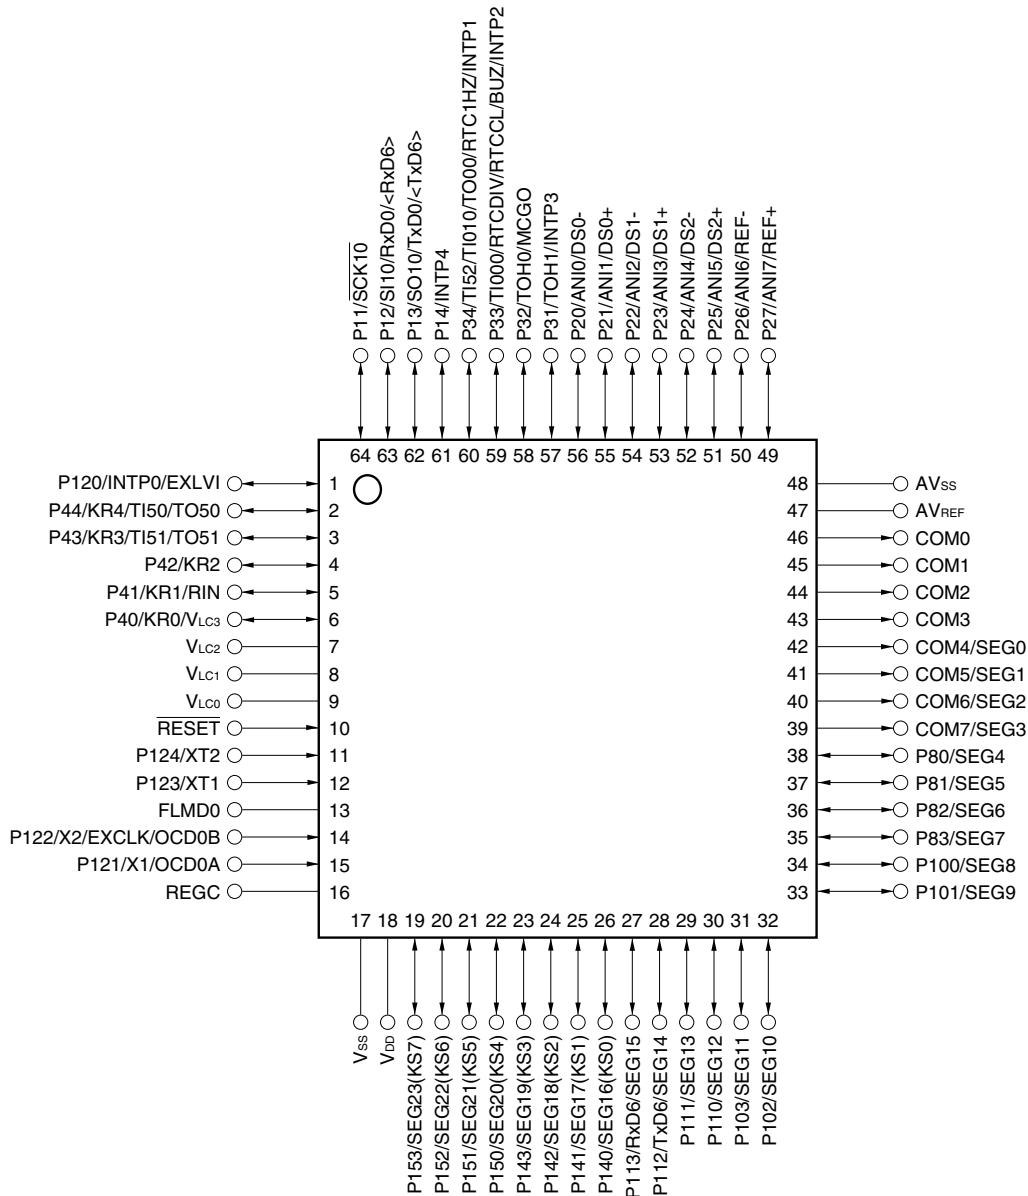 P11/SCK10
P12/SI10/RxD0/<RxD6>
P13/SO10/TxD0/<TxD6>
P14/INTP4
P34/TI52/TI010/TO00/RTC1HZ/INTP1
P33/TI000/RTCDIV/RTCCL/BUZ/INTP2
P32/TOH0/MCGO
P31/TOH1/INTP3
P20/ANI0/DS0-
P21/ANI1/DS0+
P22/ANI2/DS1-
P23/ANI3/DS1+
P24/ANI4/DS2-
P25/ANI5/DS2+
P26/ANI6/REF-
P27/ANI7/REF+
64 63 62 61 60 59 58 57 56 55 54 53 52 51 50 49
P120/INTP0/EXLVI 1 48 AVSS
P44/KR4/TI50/TO50 2 47 AVREF
P43/KR3/TI51/TO51 3 46 COM0
P42/KR2 4 45 COM1
P41/KR1/RIN 5 44 COM2
P40/KR0/VLC3 6 43 COM3
VLC2 7 42 COM4/SEG0
VLC1 8 41 COM5/SEG1
VLC0 9 40 COM6/SEG2
RESET 10 39 COM7/SEG3
P124/XT2 11 38 P80/SEG4
P123/XT1 12 37 P81/SEG5
FLMD0 13 36 P82/SEG6
P122/X2/EXCLK/OCD0B 14 35 P83/SEG7
P121/X1/OCD0A 15 34 P100/SEG8
REGC 16 33 P101/SEG9
17 18 19 20 21 22 23 24 25 26 27 28 29 30 31 32
VSS
VDD
P153/SEG23(KS7)
P152/SEG22(KS6)
P151/SEG21(KS5)
P150/SEG20(KS4)
P143/SEG19(KS3)
P142/SEG18(KS2)
P141/SEG17(KS1)
P140/SEG16(KS0)
P113/RxD6/SEG15
P112/TxD6/SEG14
P111/SEG13
P110/SEG12
P103/SEG11
P102/SEG10